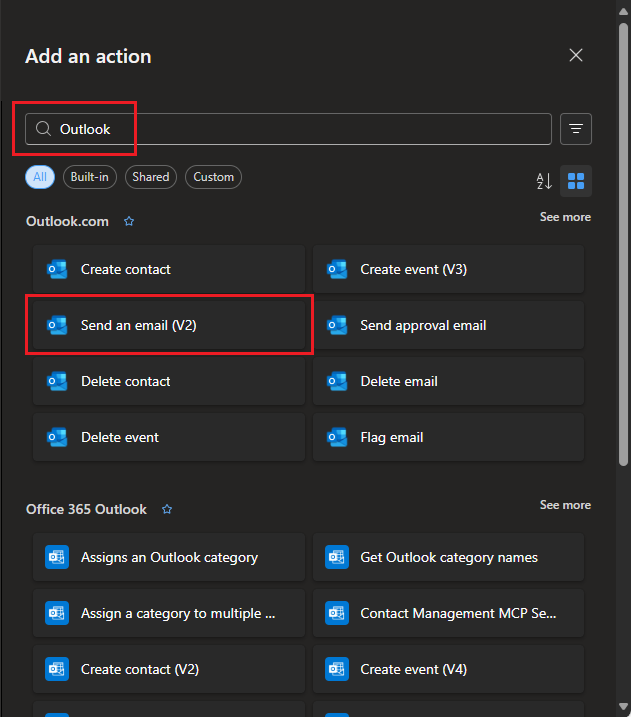 Add an action
Outlook
All Built-in Shared Custom
Outlook.com See more
Create contact Create event (V3)
Send an email (V2) Send approval email
Delete contact Delete email
Delete event Flag email
Office 365 Outlook See more
Assigns an Outlook category Get Outlook category names
Assign a category to multiple ... Contact Management MCP Se...
Create contact (V2) Create event (V4)